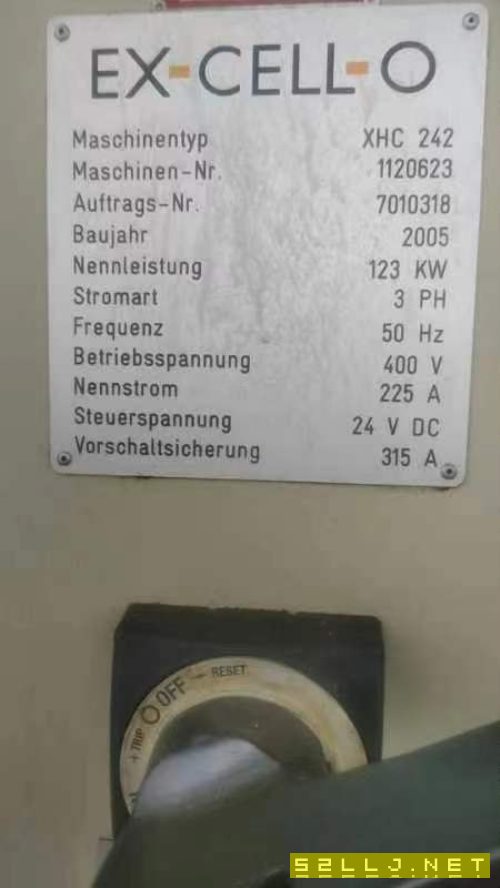 EX-CELL-O
Maschinentyp XHC 242
Maschinen-Nr. 1120623
Auftrags-Nr. 7010318
Baujahr 2005
Nennleistung 123 KW
Stromart 3 PH
Frequenz 50 Hz
Betriebsspannung 400 V
Nennstrom 225 A
Steuerspannung 24 V DC
Vorschaltsicherung 315 A
+ TRIP O OFF – RESET
52LLJ.NET